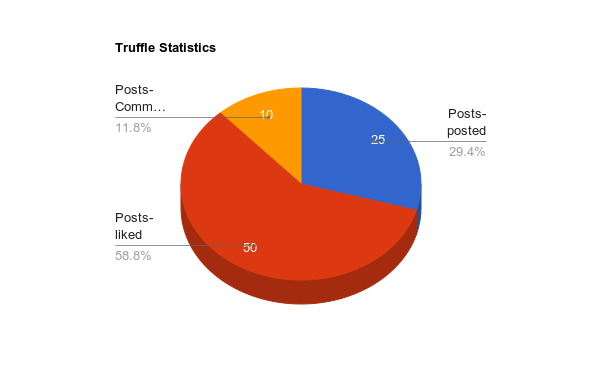 Truffle Statistics
Posts-
Comm…
11.8%
10
Posts-
posted
29.4%
25
Posts-
liked
58.8%
50